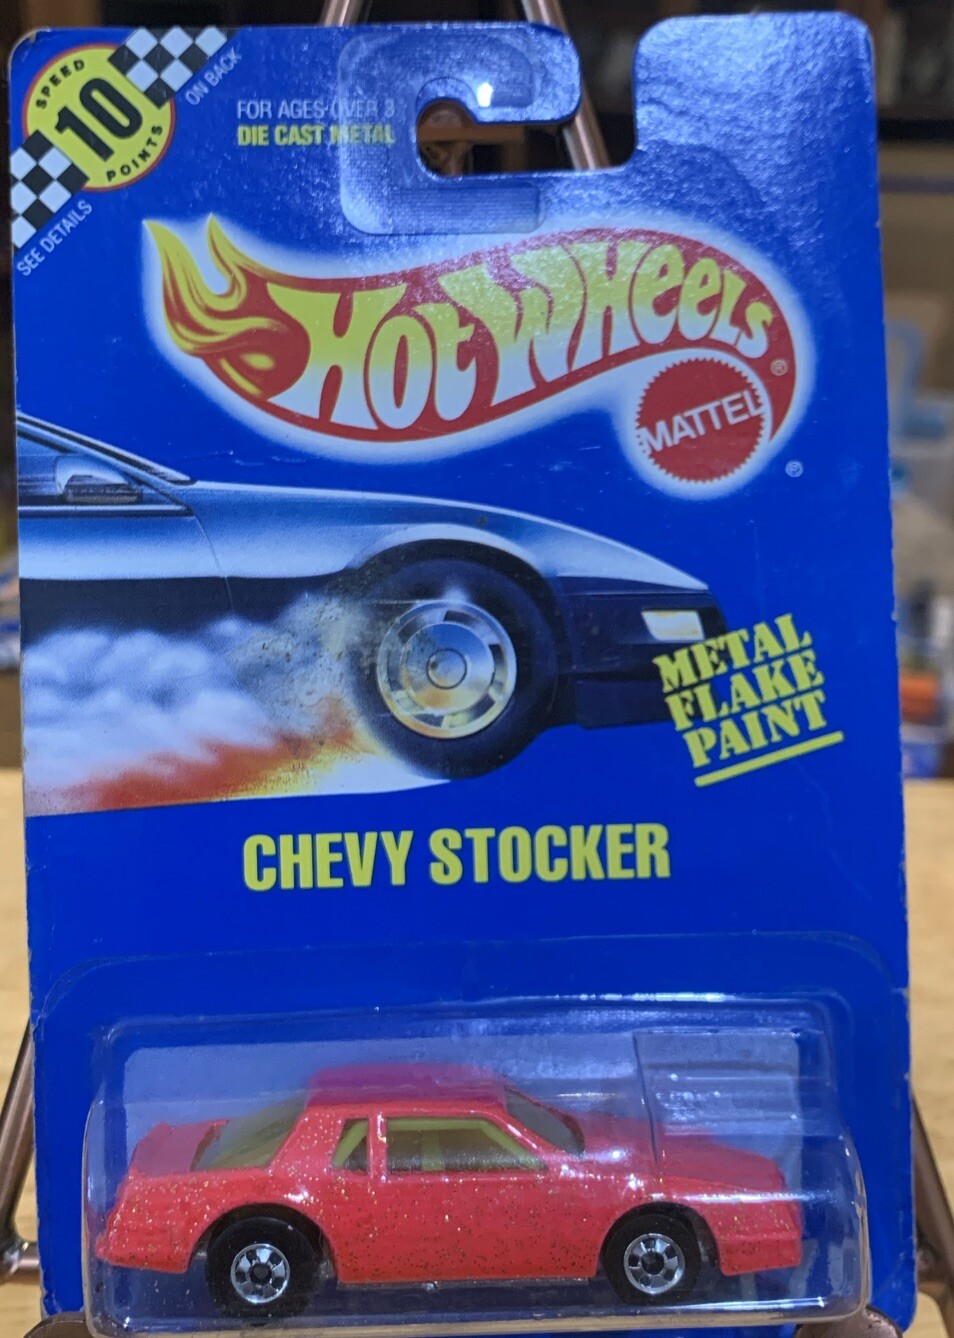 SPEED
10
POINTS
ON BACK
SEE DETAILS
FOR AGES OVER 3
DIE CAST METAL
HOT WHEELS ®
MATTEL
®
METAL
FLAKE
PAINT
CHEVY STOCKER